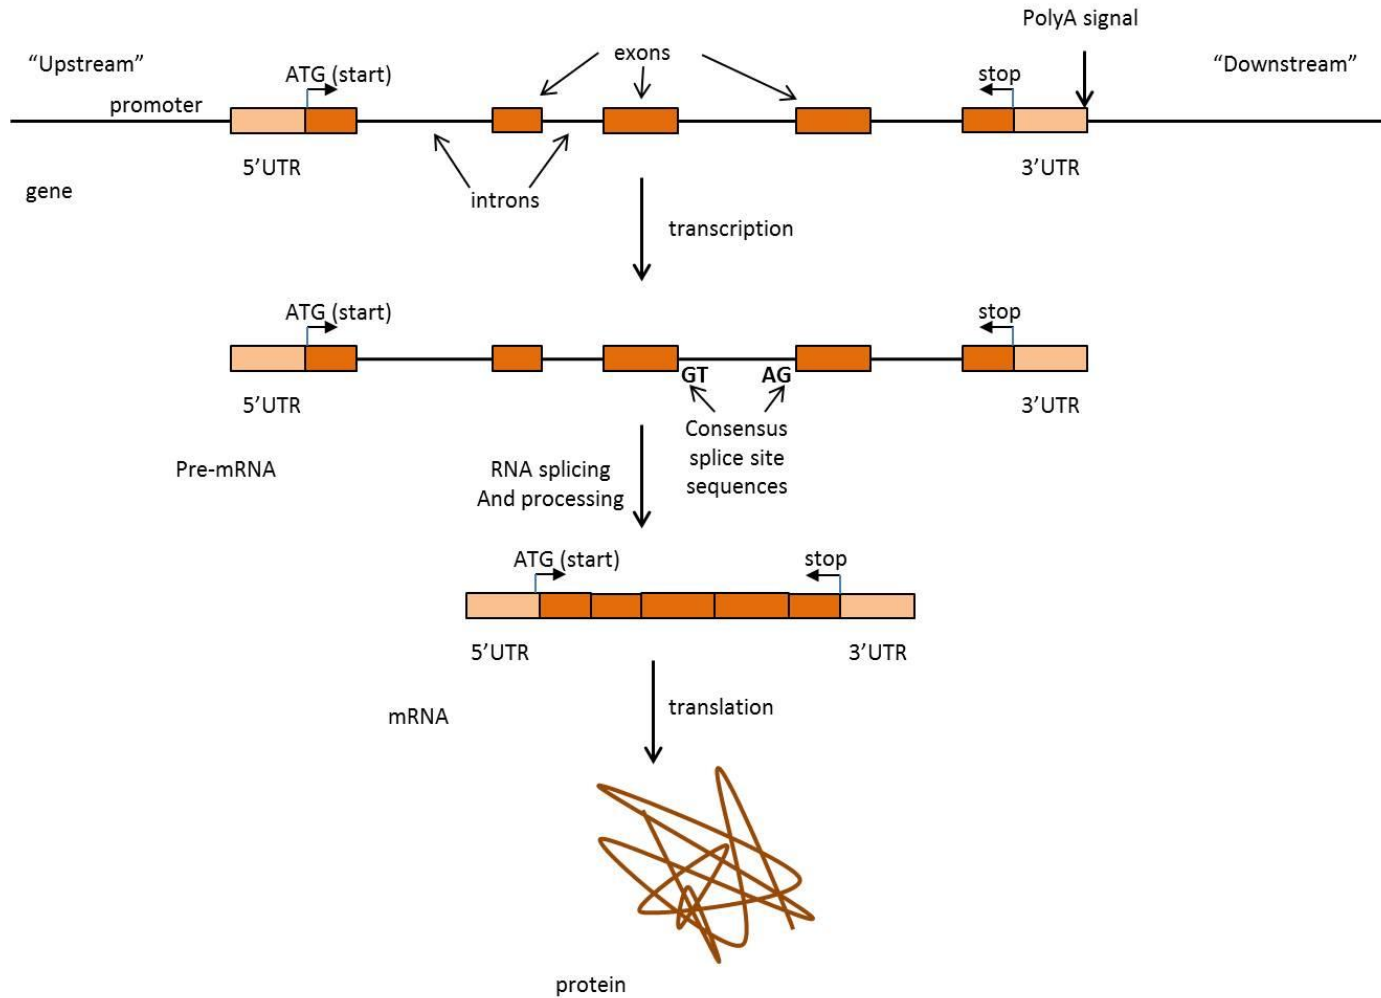 PolyA signal
“Upstream”
exons
“Downstream”
ATG (start)
stop
promoter
5’UTR
3’UTR
gene
introns
transcription
ATG (start)
stop
GT
AG
5’UTR
3’UTR
Consensus
splice site
sequences
Pre-mRNA
RNA splicing
And processing
ATG (start)
stop
5’UTR
3’UTR
mRNA
translation
protein